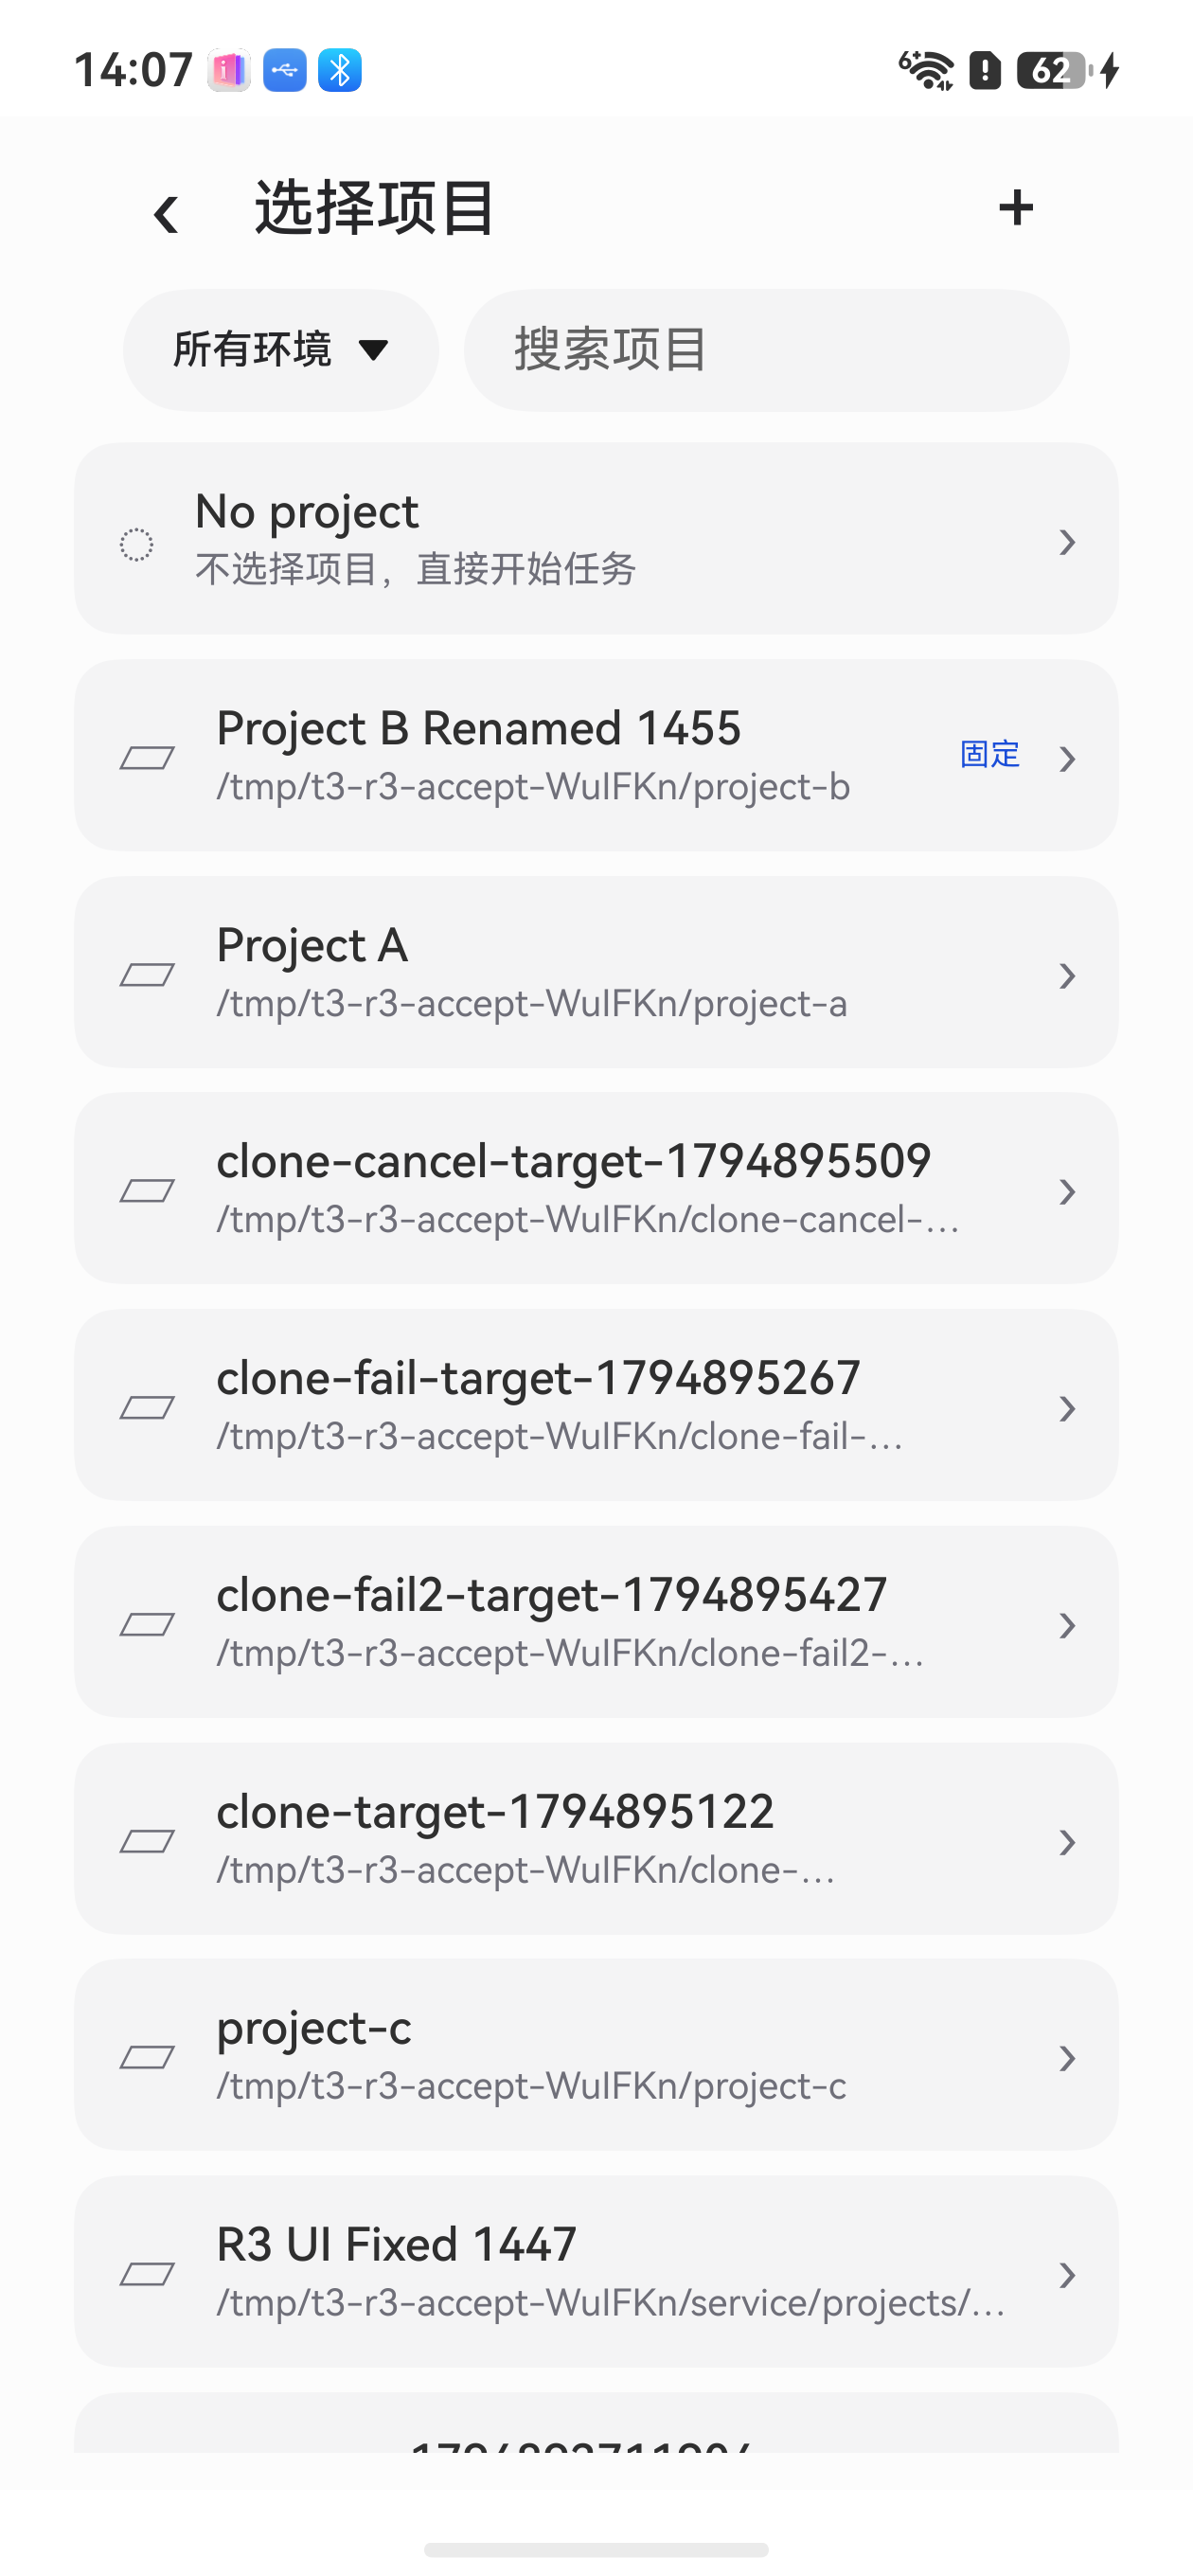 14:07
62
选择项目
所有环境
搜索项目
No project
不选择项目，直接开始任务
Project B Renamed 1455
固定
/tmp/t3-r3-accept-WuIFKn/project-b
Project A
/tmp/t3-r3-accept-WuIFKn/project-a
clone-cancel-target-1794895509
/tmp/t3-r3-accept-WuIFKn/clone-cancel-...
clone-fail-target-1794895267
/tmp/t3-r3-accept-WuIFKn/clone-fail-...
clone-fail2-target-1794895427
/tmp/t3-r3-accept-WuIFKn/clone-fail2-...
clone-target-1794895122
/tmp/t3-r3-accept-WuIFKn/clone-...
project-c
/tmp/t3-r3-accept-WuIFKn/project-c
R3 UI Fixed 1447
/tmp/t3-r3-accept-WuIFKn/service/projects/...